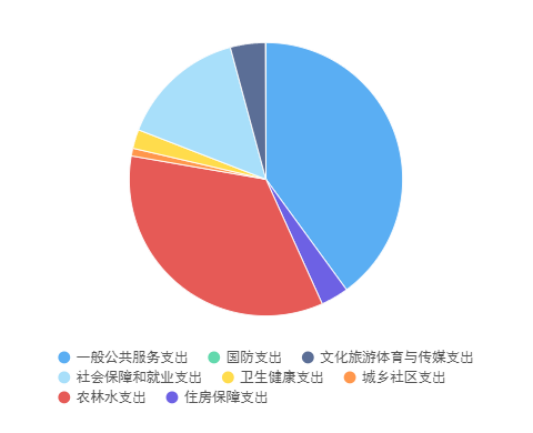 一般公共服务支出 国防支出 文化旅游体育与传媒支出
社会保障和就业支出 卫生健康支出 城乡社区支出
农林水支出 住房保障支出